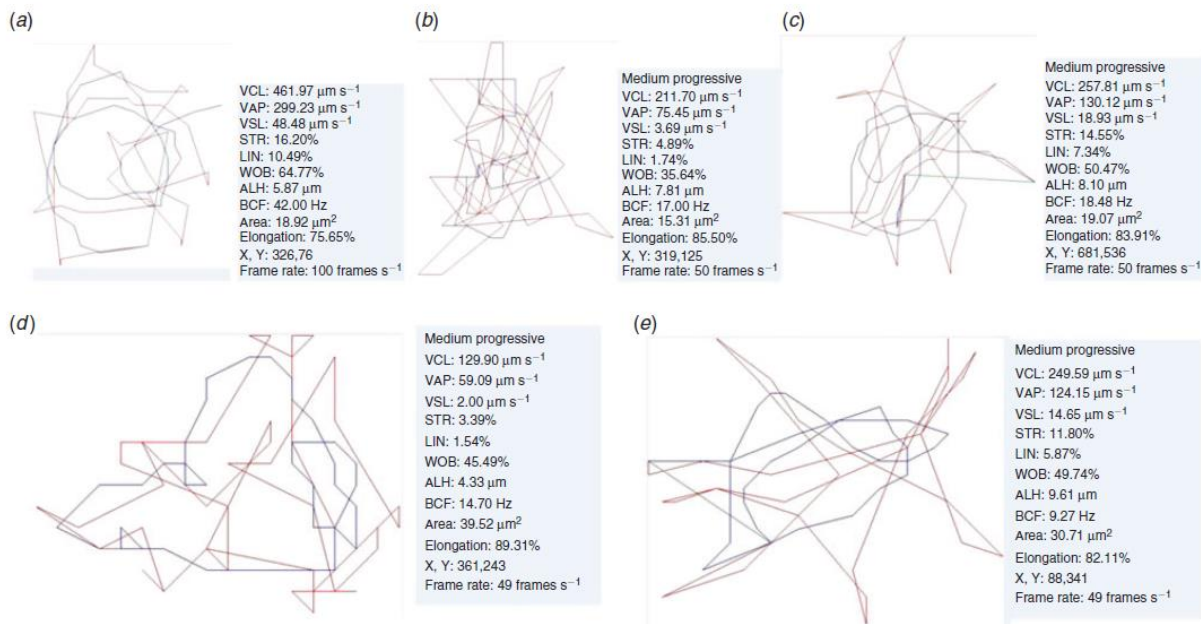 (a)
VCL: 461.97 μm s⁻¹
VAP: 299.23 μm s⁻¹
VSL: 48.48 μm s⁻¹
STR: 16.20%
LIN: 10.49%
WOB: 64.77%
ALH: 5.87 μm
BCF: 42.00 Hz
Area: 18.92 μm²
Elongation: 75.65%
X, Y: 326,76
Frame rate: 100 frames s⁻¹
(b)
Medium progressive
VCL: 211.70 μm s⁻¹
VAP: 75.45 μm s⁻¹
VSL: 3.69 μm s⁻¹
STR: 4.89%
LIN: 1.74%
WOB: 35.64%
ALH: 7.81 μm
BCF: 17.00 Hz
Area: 15.31 μm²
Elongation: 85.50%
X, Y: 319,125
Frame rate: 50 frames s⁻¹
(c)
Medium progressive
VCL: 257.81 μm s⁻¹
VAP: 130.12 μm s⁻¹
VSL: 18.93 μm s⁻¹
STR: 14.55%
LIN: 7.34%
WOB: 50.47%
ALH: 8.10 μm
BCF: 18.48 Hz
Area: 19.07 μm²
Elongation: 83.91%
X, Y: 681,536
Frame rate: 50 frames s⁻¹
(d)
Medium progressive
VCL: 129.90 μm s⁻¹
VAP: 59.09 μm s⁻¹
VSL: 2.00 μm s⁻¹
STR: 3.39%
LIN: 1.54%
WOB: 45.49%
ALH: 4.33 μm
BCF: 14.70 Hz
Area: 39.52 μm²
Elongation: 89.31%
X, Y: 361,243
Frame rate: 49 frames s⁻¹
(e)
Medium progressive
VCL: 249.59 μm s⁻¹
VAP: 124.15 μm s⁻¹
VSL: 14.65 μm s⁻¹
STR: 11.80%
LIN: 5.87%
WOB: 49.74%
ALH: 9.61 μm
BCF: 9.27 Hz
Area: 30.71 μm²
Elongation: 82.11%
X, Y: 88,341
Frame rate: 49 frames s⁻¹